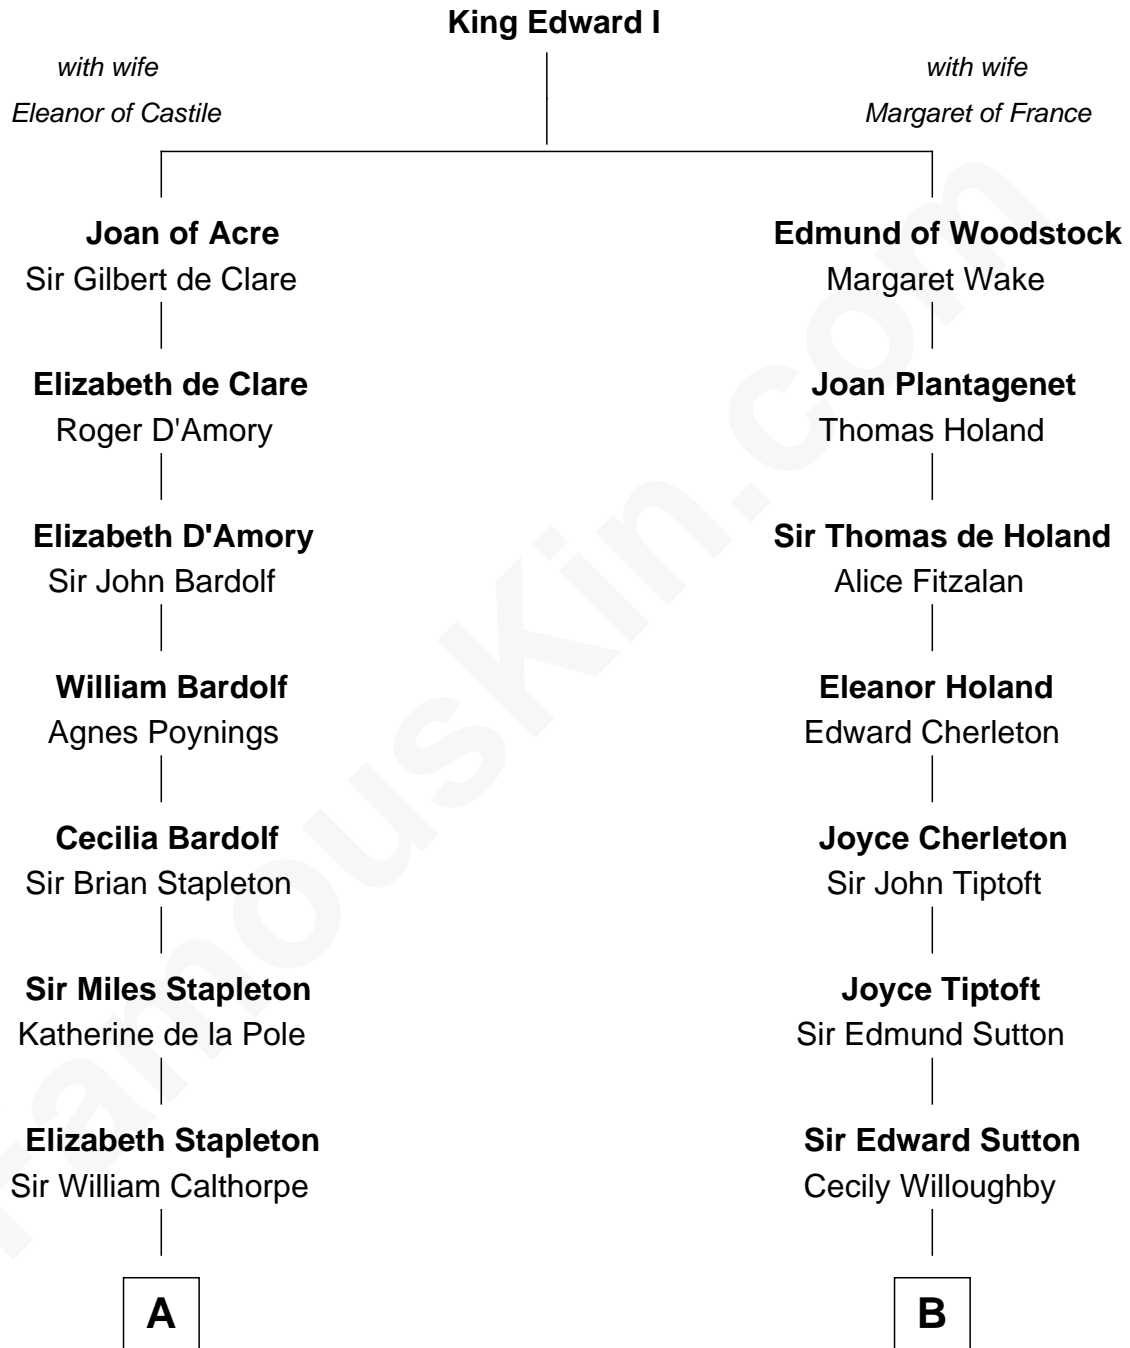 King Edward I
with wife
Eleanor of Castile
with wife
Margaret of France
Joan of Acre
Sir Gilbert de Clare
Edmund of Woodstock
Margaret Wake
Elizabeth de Clare
Roger D'Amory
Joan Plantagenet
Thomas Holand
Elizabeth D'Amory
Sir John Bardolf
Sir Thomas de Holand
Alice Fitzalan
William Bardolf
Agnes Poynings
Eleanor Holand
Edward Cherleton
Cecilia Bardolf
Sir Brian Stapleton
Joyce Cherleton
Sir John Tiptoft
Sir Miles Stapleton
Katherine de la Pole
Joyce Tiptoft
Sir Edmund Sutton
Elizabeth Stapleton
Sir William Calthorpe
Sir Edward Sutton
Cecily Willoughby
A
B
FamousKin.com